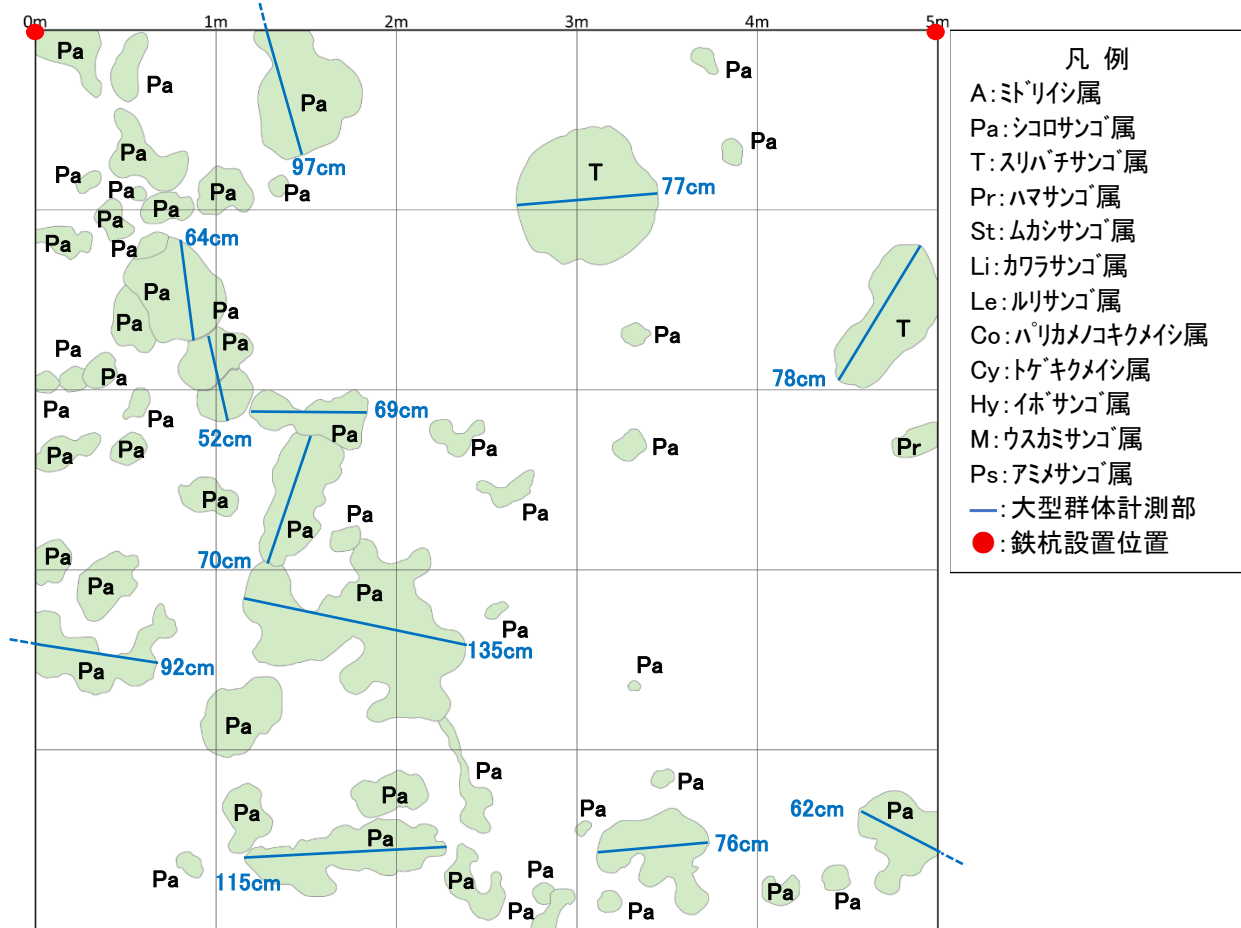 0m 1m 2m 3m 4m 5m
凡 例
A:ミドリイシ属
Pa:シコロサンゴ属
T:スリバチサンゴ属
Pr:ハマサンゴ属
St:ムカシサンゴ属
Li:カワラサンゴ属
Le:ルリサンゴ属
Co:パリカメノコキクメイシ属
Cy:トゲキクメイシ属
Hy:イボサンゴ属
M:ウスカミサンゴ属
Ps:アミメサンゴ属
:大型群体計測部
:鉄杭設置位置
Pa Pa
Pa Pa
Pa
Pa Pa
97cm
T
77cm
Pa Pa Pa Pa
Pa Pa
Pa Pa
64cm
Pa Pa
Pa Pa
Pa Pa
T
78cm
Pa Pa
Pa Pa
52cm
69cm
Pa
Pa Pa Pa Pa
Pr
Pa Pa
Pa Pa
70cm
Pa Pa
Pa
Pa
135cm
Pa
92cm
Pa
Pa
Pa Pa
Pa Pa
Pa
62cm
Pa
Pa
76cm
115cm
Pa
Pa Pa
Pa Pa
Pa Pa